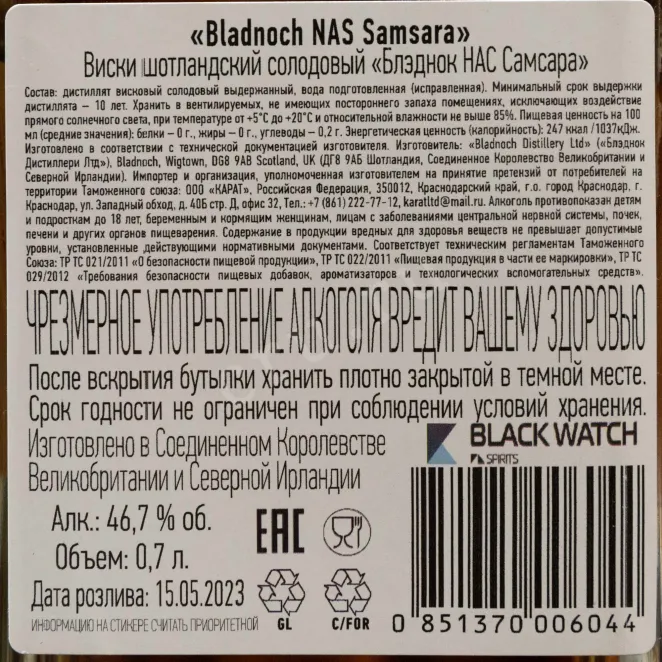 «Bladnoch NAS Samsara»
Виски шотландский солодовый «Блэднок НАС Самсара»
Состав: дистиллят висковый солодовый выдержанный, вода подготовленная (исправленная). Минимальный срок выдержки
дистиллята – 10 лет. Хранить в вентилируемых, не имеющих постороннего запаха помещениях, исключающих воздействие
прямого солнечного света, при температуре от +5°С до +20°С и относительной влажности не выше 85%. Пищевая ценность на 100
мл (средние значения): белки – 0 г., жиры – 0 г., углеводы – 0,2 г. Энергетическая ценность (калорийность): 247 ккал /1037кДж.
Изготовлено в соответствии с технической документацией изготовителя. Изготовитель: «Bladnoch Distillery Ltd» («Блэднок
Дистиллери Лтд»), Bladnoch, Wigtown, DG8 9AB Scotland, UK (ДГ8 9АБ Шотландия, Соединенное Королевство Великобритании и
Северной Ирландии). Импортер и организация, уполномоченная изготовителем на принятие претензий от потребителей на
территории Таможенного союза: ООО «КАРАТ», Российская Федерация, 350012, Краснодарский край, г.о. город Краснодар, г.
Краснодар, ул. Западный обход, д. 40Б стр. Д, офис 32, Тел.: +7 (861) 222-77-12, karatltd@mail.ru. Алкоголь противопоказан детям
и подросткам до 18 лет, беременным и кормящим женщинам, лицам с заболеваниями центральной нервной системы, почек,
печени и других органов пищеварения. Содержание в продукции вредных для здоровья веществ не превышает допустимые
уровни, установленные действующими нормативными документами. Соответствует техническим регламентам Таможенного
Союза: ТР ТС 021/2011 «О безопасности пищевой продукции», ТР ТС 022/2011 "Пищевая продукция в части ее маркировки», ТР ТС
029/2012 «Требования безопасности пищевых добавок, ароматизаторов и технологических вспомогательных средств».
ЧРЕЗМЕРНОЕ УПОТРЕБЛЕНИЕ АЛКОГОЛЯ ВРЕДИТ ВАШЕМУ ЗДОРОВЬЮ
После вскрытия бутылки хранить плотно закрытой в темной месте.
Срок годности не ограничен при соблюдении условий хранения.
Изготовлено в Соединенном Королевстве
Великобритании и Северной Ирландии
BLACK WATCH
SPIRITS
Алк.: 46,7 % об.
Объем: 0,7 л.
Дата розлива: 15.05.2023
ИНФОРМАЦИЮ НА СТИКЕРЕ СЧИТАТЬ ПРИОРИТЕТНОЙ
EAC
GL
C/FOR
0 851370 006044